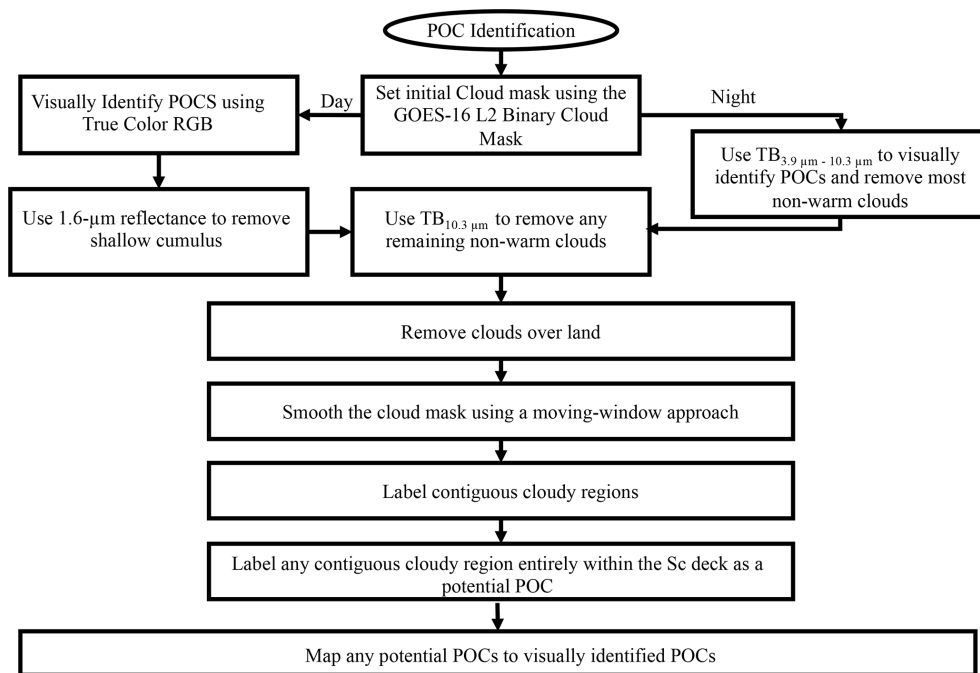 POC Identification
Set initial Cloud mask using the
GOES-16 L2 Binary Cloud
Mask
Day
Night
Visually Identify POCS using
True Color RGB
Use TB3.9 µm - 10.3 µm to visually
identify POCs and remove most
non-warm clouds
Use 1.6-µm reflectance to remove
shallow cumulus
Use TB10.3 µm to remove any
remaining non-warm clouds
Remove clouds over land
Smooth the cloud mask using a moving-window approach
Label contiguous cloudy regions
Label any contiguous cloudy region entirely within the Sc deck as a
potential POC
Map any potential POCs to visually identified POCs